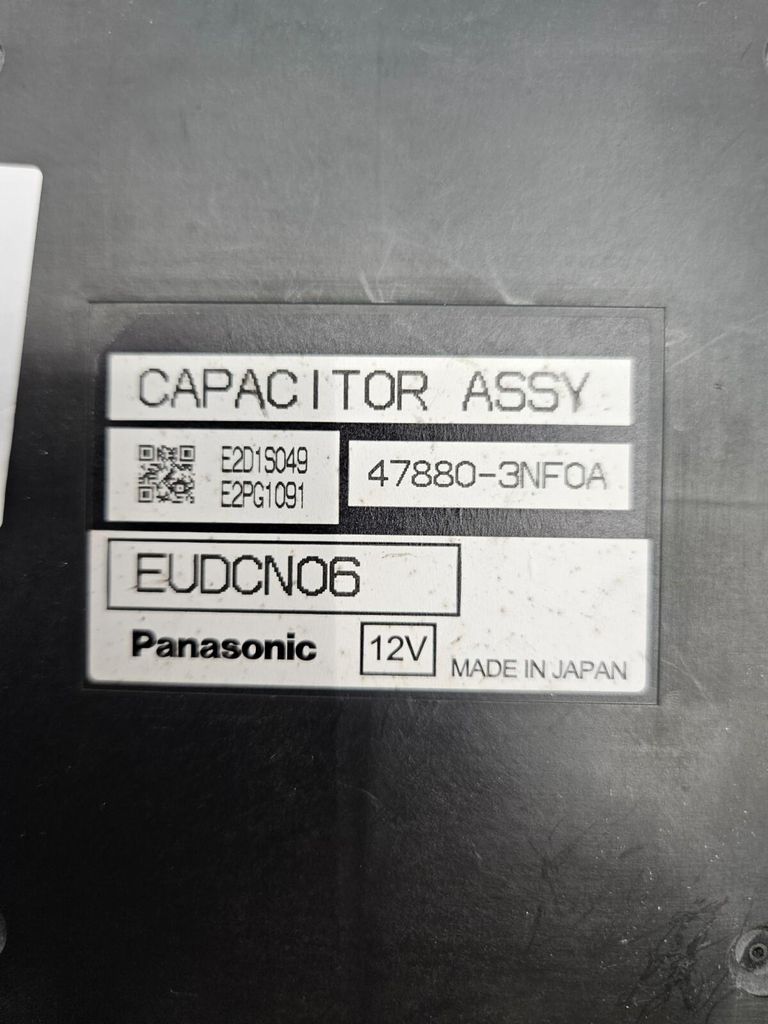 CAPACITOR ASSY
E2D1S049
E2PG1091
47880-3NF0A
EUDCN06
Panasonic 12V MADE IN JAPAN